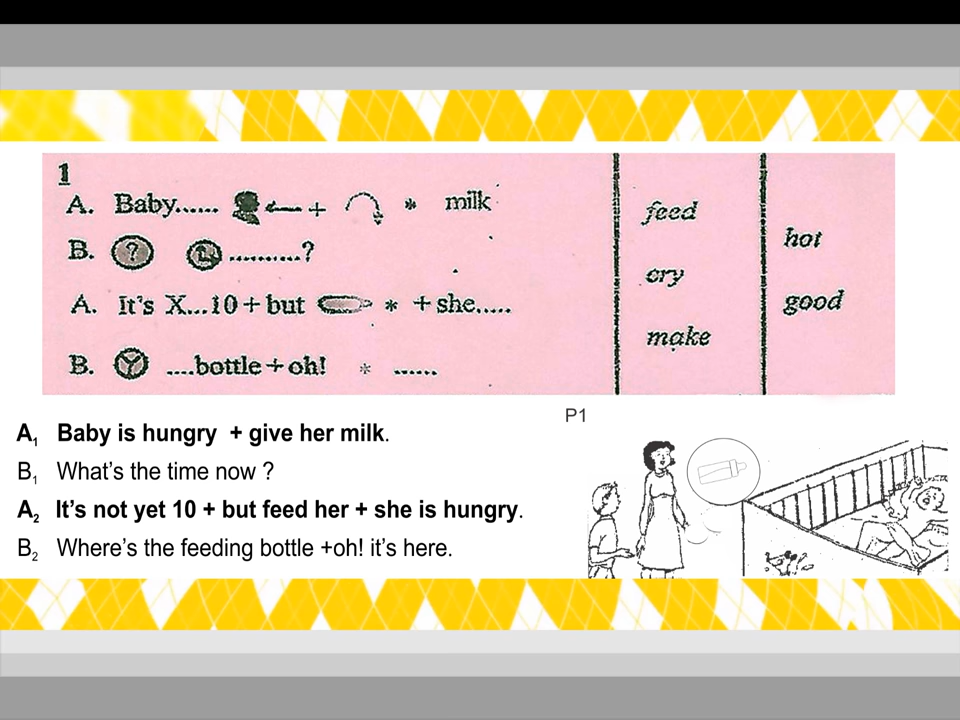 1
A. Baby...... + * milk feed
B. ? ..........? hot
cry
A. It's X...10 + but * + she..... good
make
B. ....bottle + oh! * ......
P1
A1 Baby is hungry + give her milk.
B1 What's the time now ?
A2 It's not yet 10 + but feed her + she is hungry.
B2 Where's the feeding bottle +oh! it's here.